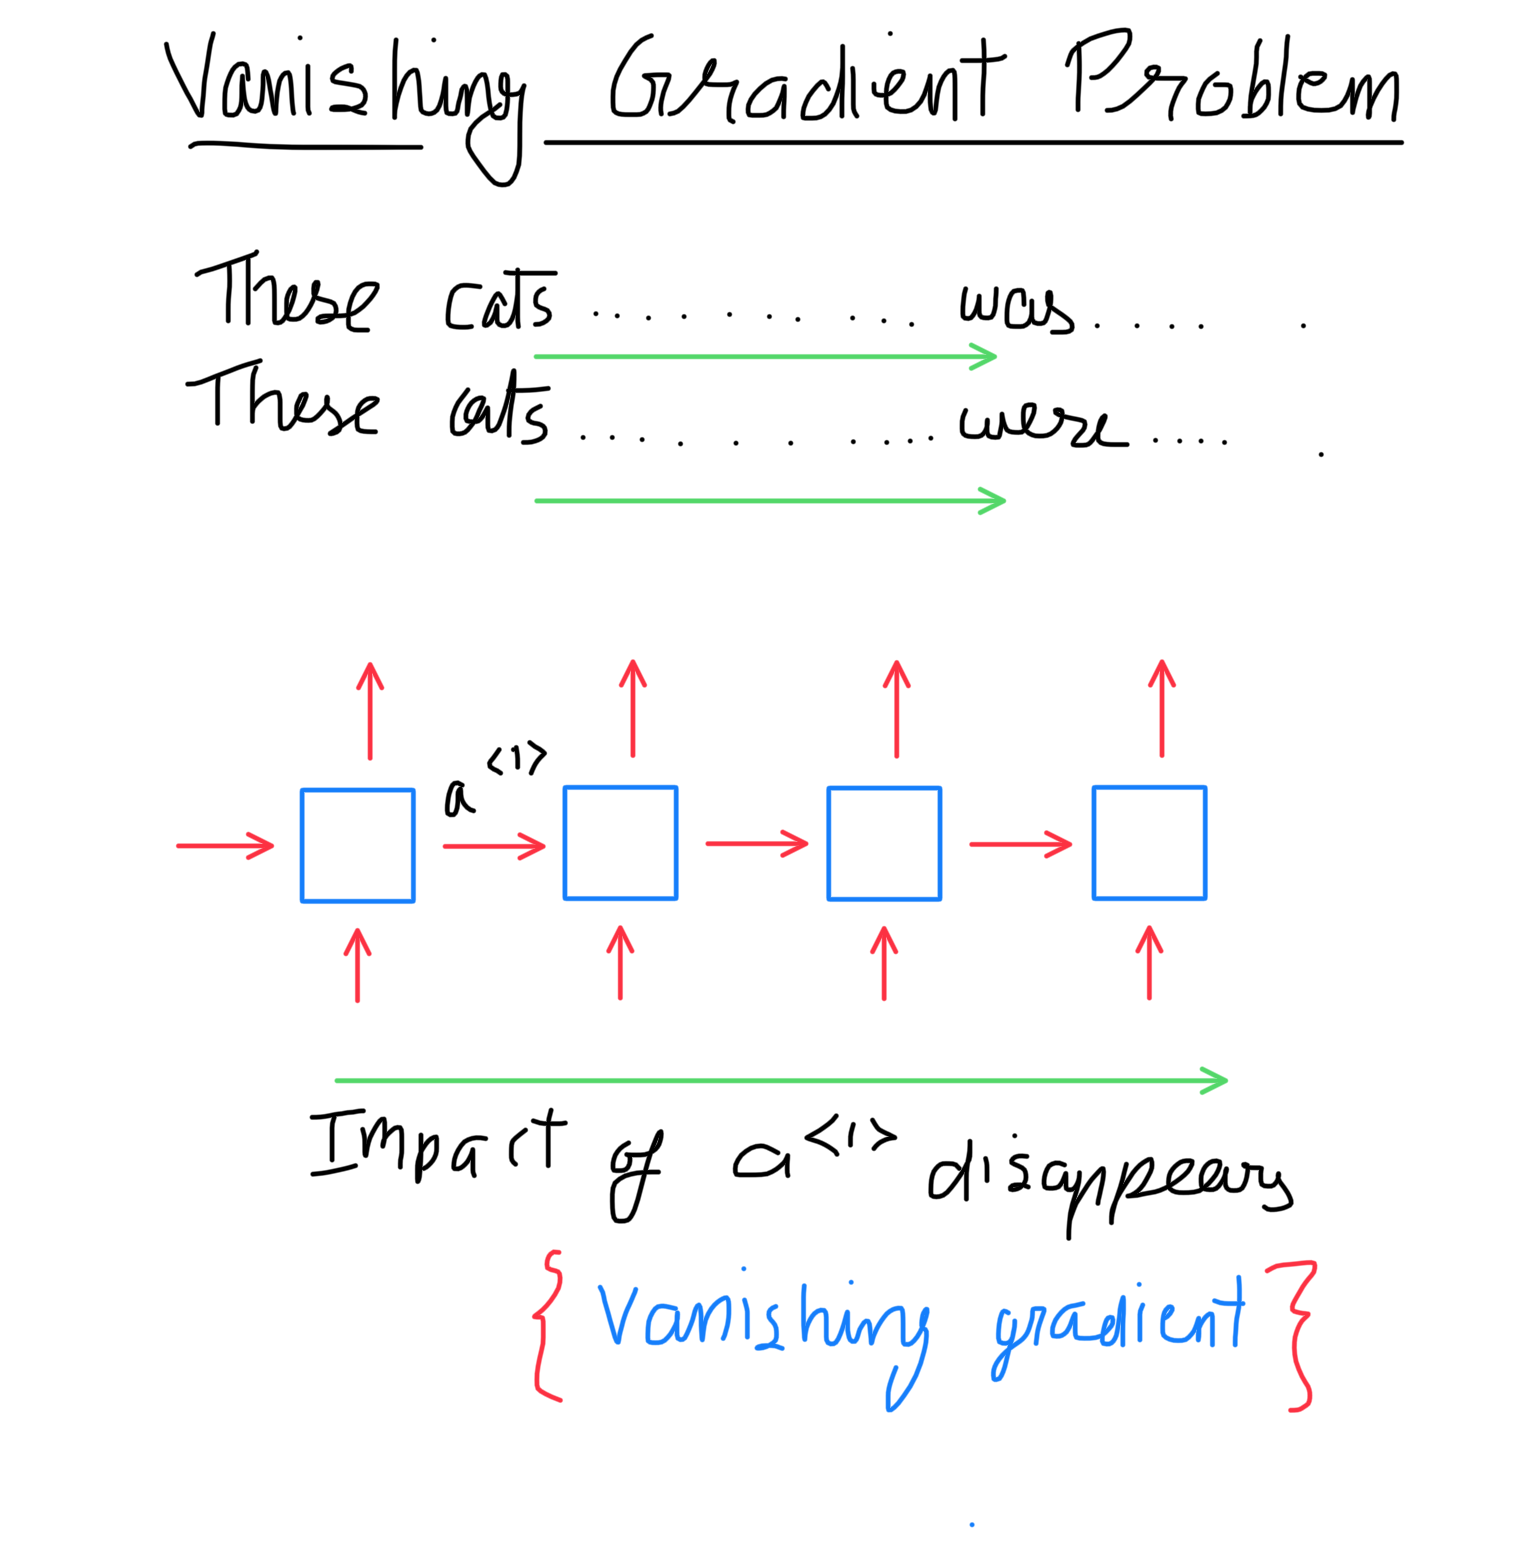 Vanishing Gradient Problem
These cats .......... was.... .
These cats .......... were.... .
a<1>
Impact of a<1> disappears
{ Vanishing gradient }